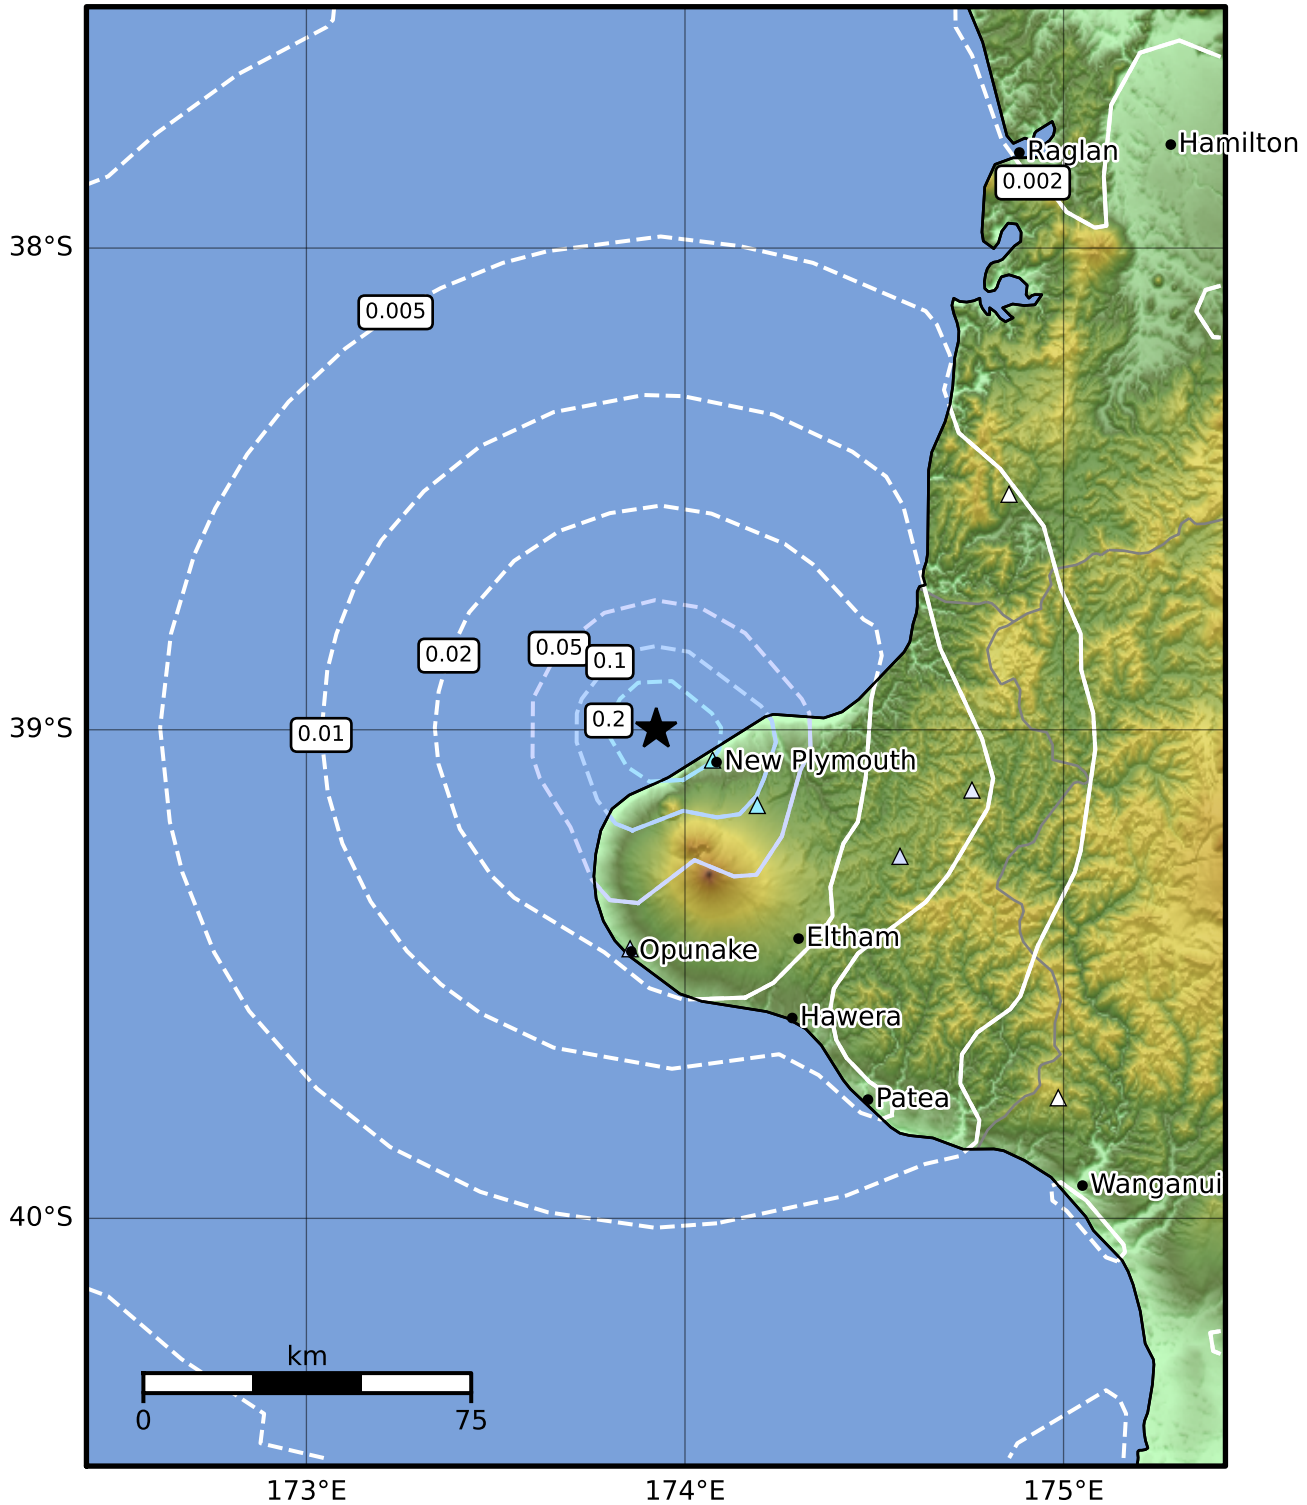 Hamilton
Raglan
0.002
38°S
0.005
0.05
0.02
0.1
0.2
39°S
0.01
New Plymouth
Eltham
Opunake
Hawera
Patea
Wanganui
40°S
km
0
75
173°E
174°E
175°E